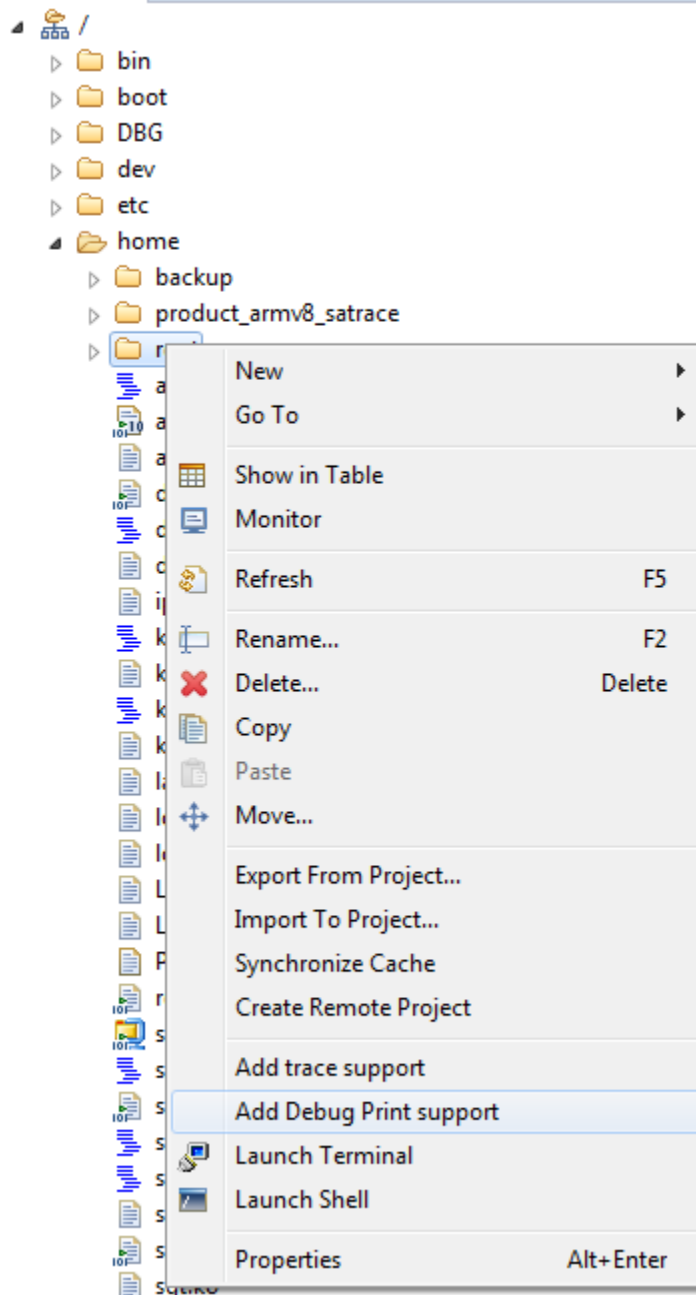 /
bin
boot
DBG
dev
etc
home
backup
product_armv8_satrace
New
Go To
Show in Table
Monitor
Refresh F5
Rename... F2
Delete... Delete
Copy
Paste
Move...
Export From Project...
Import To Project...
Synchronize Cache
Create Remote Project
Add trace support
Add Debug Print support
Launch Terminal
Launch Shell
Properties Alt+Enter